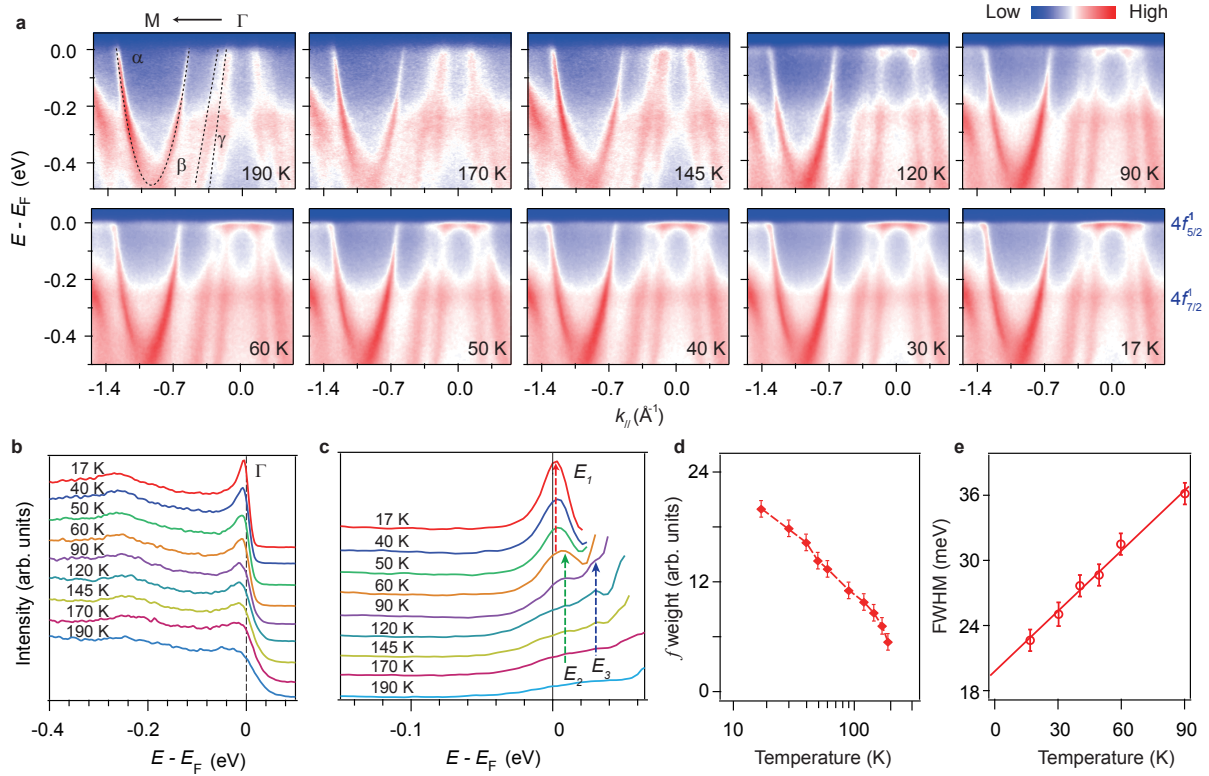 a
M ← Γ
Low High
α
β
γ
190 K
170 K
145 K
120 K
90 K
60 K
50 K
40 K
30 K
17 K
0.0
-0.2
-0.4
0.0
-0.2
-0.4
E - E_F (eV)
4f¹₅/₂
4f¹₇/₂
-1.4 -0.7 0.0
-1.4 -0.7 0.0
-1.4 -0.7 0.0
-1.4 -0.7 0.0
-1.4 -0.7 0.0
k// (Å⁻¹)
b
Intensity (arb. units)
Γ
17 K
40 K
50 K
60 K
90 K
120 K
145 K
170 K
190 K
-0.4 -0.2 0
E - E_F (eV)
c
E₁
E₂
E₃
17 K
40 K
50 K
60 K
90 K
120 K
145 K
170 K
190 K
-0.1 0
E - E_F (eV)
d
f weight (arb. units)
24
12
0
10 100
Temperature (K)
e
FWHM (meV)
36
30
24
18
0 30 60 90
Temperature (K)